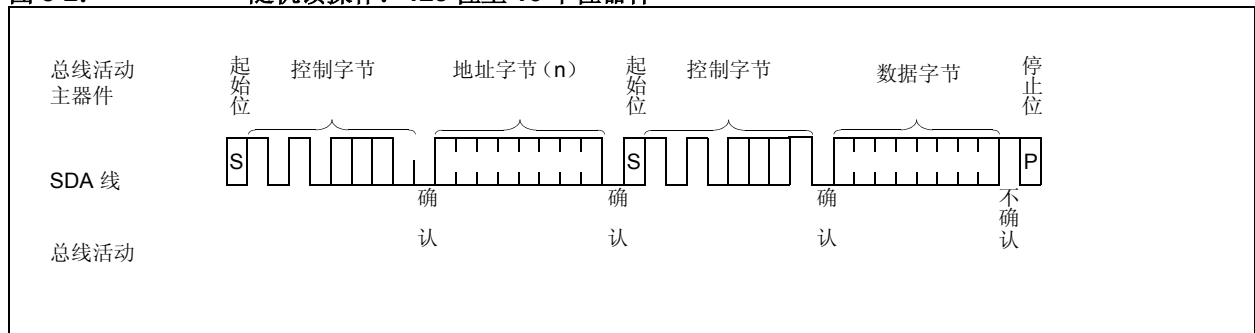 总线活动
主器件
起始位
控制字节
地址字节（n）
起始位
控制字节
数据字节
停止位
SDA 线
S
S
P
确认
确认
确认
不确认
总线活动